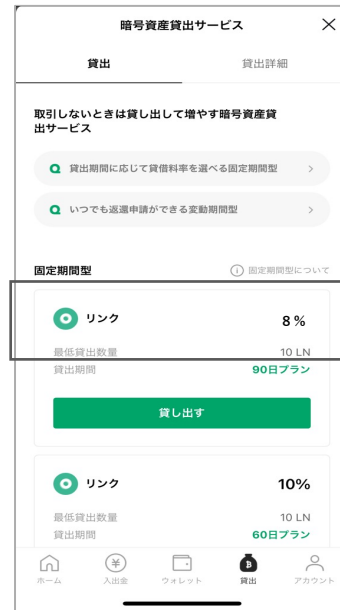 暗号資産貸出サービス
貸出 貸出詳細
取引しないときは貸し出して増やす暗号資産貸
出サービス
Q 貸出期間に応じて貸借料率を選べる固定期間型
Q いつでも返還申請ができる変動期間型
固定期間型 固定期間型について
リンク 8%
最低貸出数量 10 LN
貸出期間 90日プラン
貸し出す
リンク 10%
最低貸出数量 10 LN
貸出期間 60日プラン
ホーム 入出金 ウォレット 貸出 アカウント